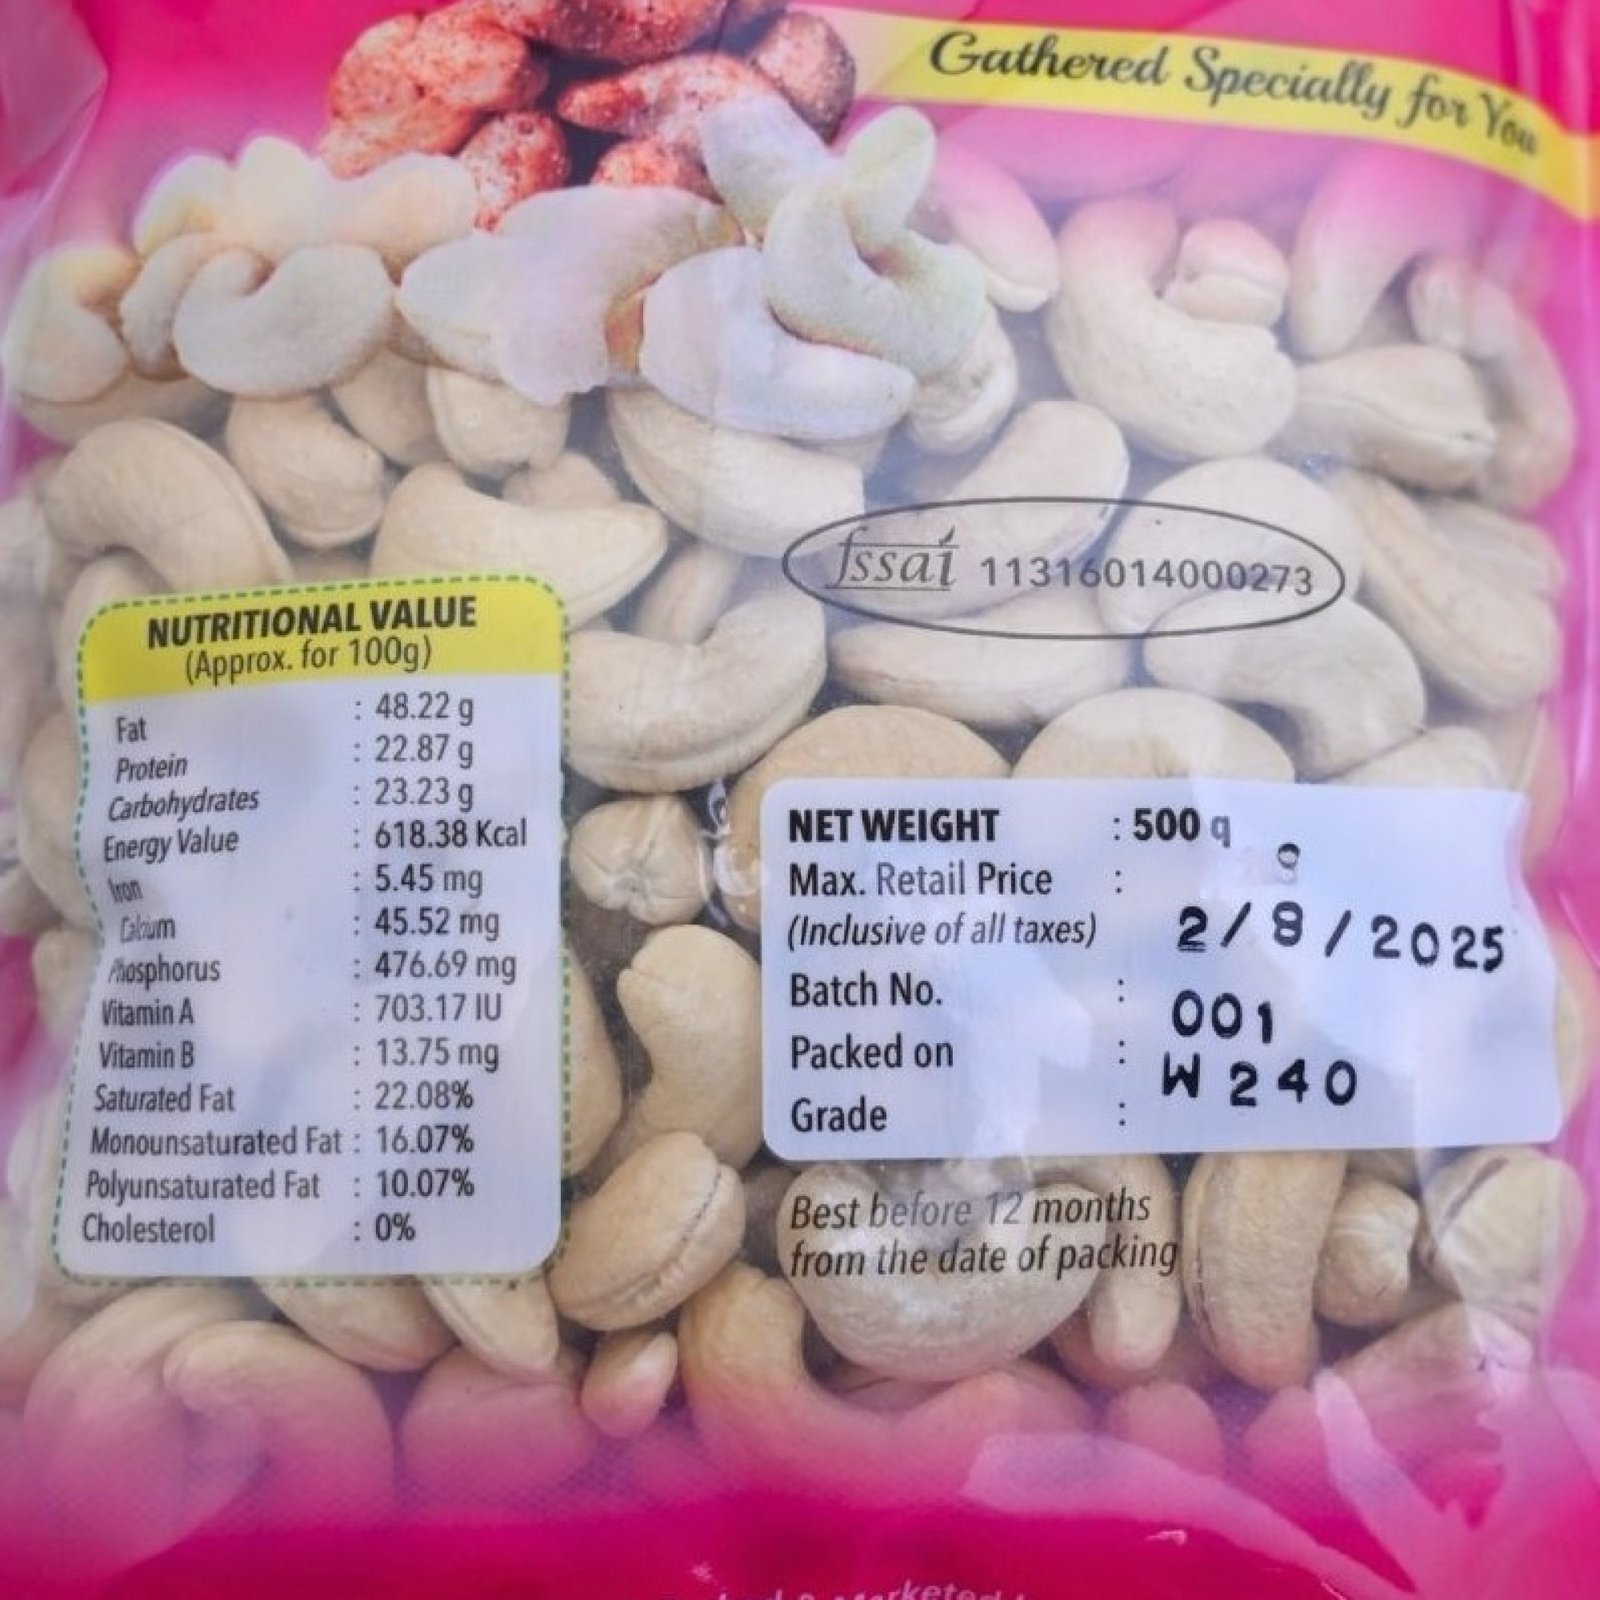 Gathered Specially for You
fssai 11316014000273
NUTRITIONAL VALUE
(Approx. for 100g)
Fat : 48.22 g
Protein : 22.87 g
Carbohydrates : 23.23 g
Energy Value : 618.38 Kcal
Iron : 5.45 mg
Calcium : 45.52 mg
Phosphorus : 476.69 mg
Vitamin A : 703.17 IU
Vitamin B : 13.75 mg
Saturated Fat : 22.08%
Monounsaturated Fat : 16.07%
Polyunsaturated Fat : 10.07%
Cholesterol : 0%
NET WEIGHT : 500 g
Max. Retail Price :
(Inclusive of all taxes) 2/8/2025
Batch No. : 001
Packed on : W240
Grade :
Best before 12 months
from the date of packing